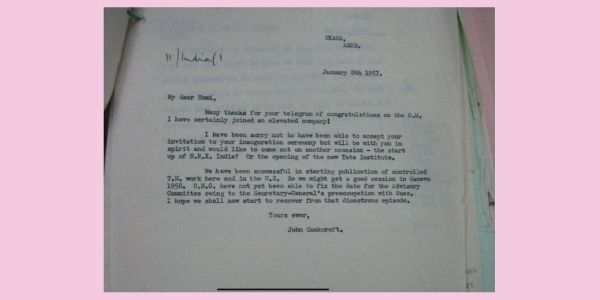 UKAEA,
AERE.
11/India/1
January 8th 1957.
My dear Homi,
Many thanks for your telegram of congratulations on the O.M.
I have certainly joined an elevated company!
I have been sorry not to have been able to accept your
invitation to your inauguration ceremony but will be with you in
spirit and would like to come out on another occasion - the start
up of N.R.X. India? Or the opening of the new Tata Institute.
We have been successful in starting publication of controlled
T.N. work here and in the U.S. So we might get a good session in Geneva
1958. U.N.O. have not yet been able to fix the date for the Advisory
Committee owing to the Secretary-General's preoccupation with Suez.
I hope we shall now start to recover from that disastrous episode.
Yours ever,
John Cockcroft.